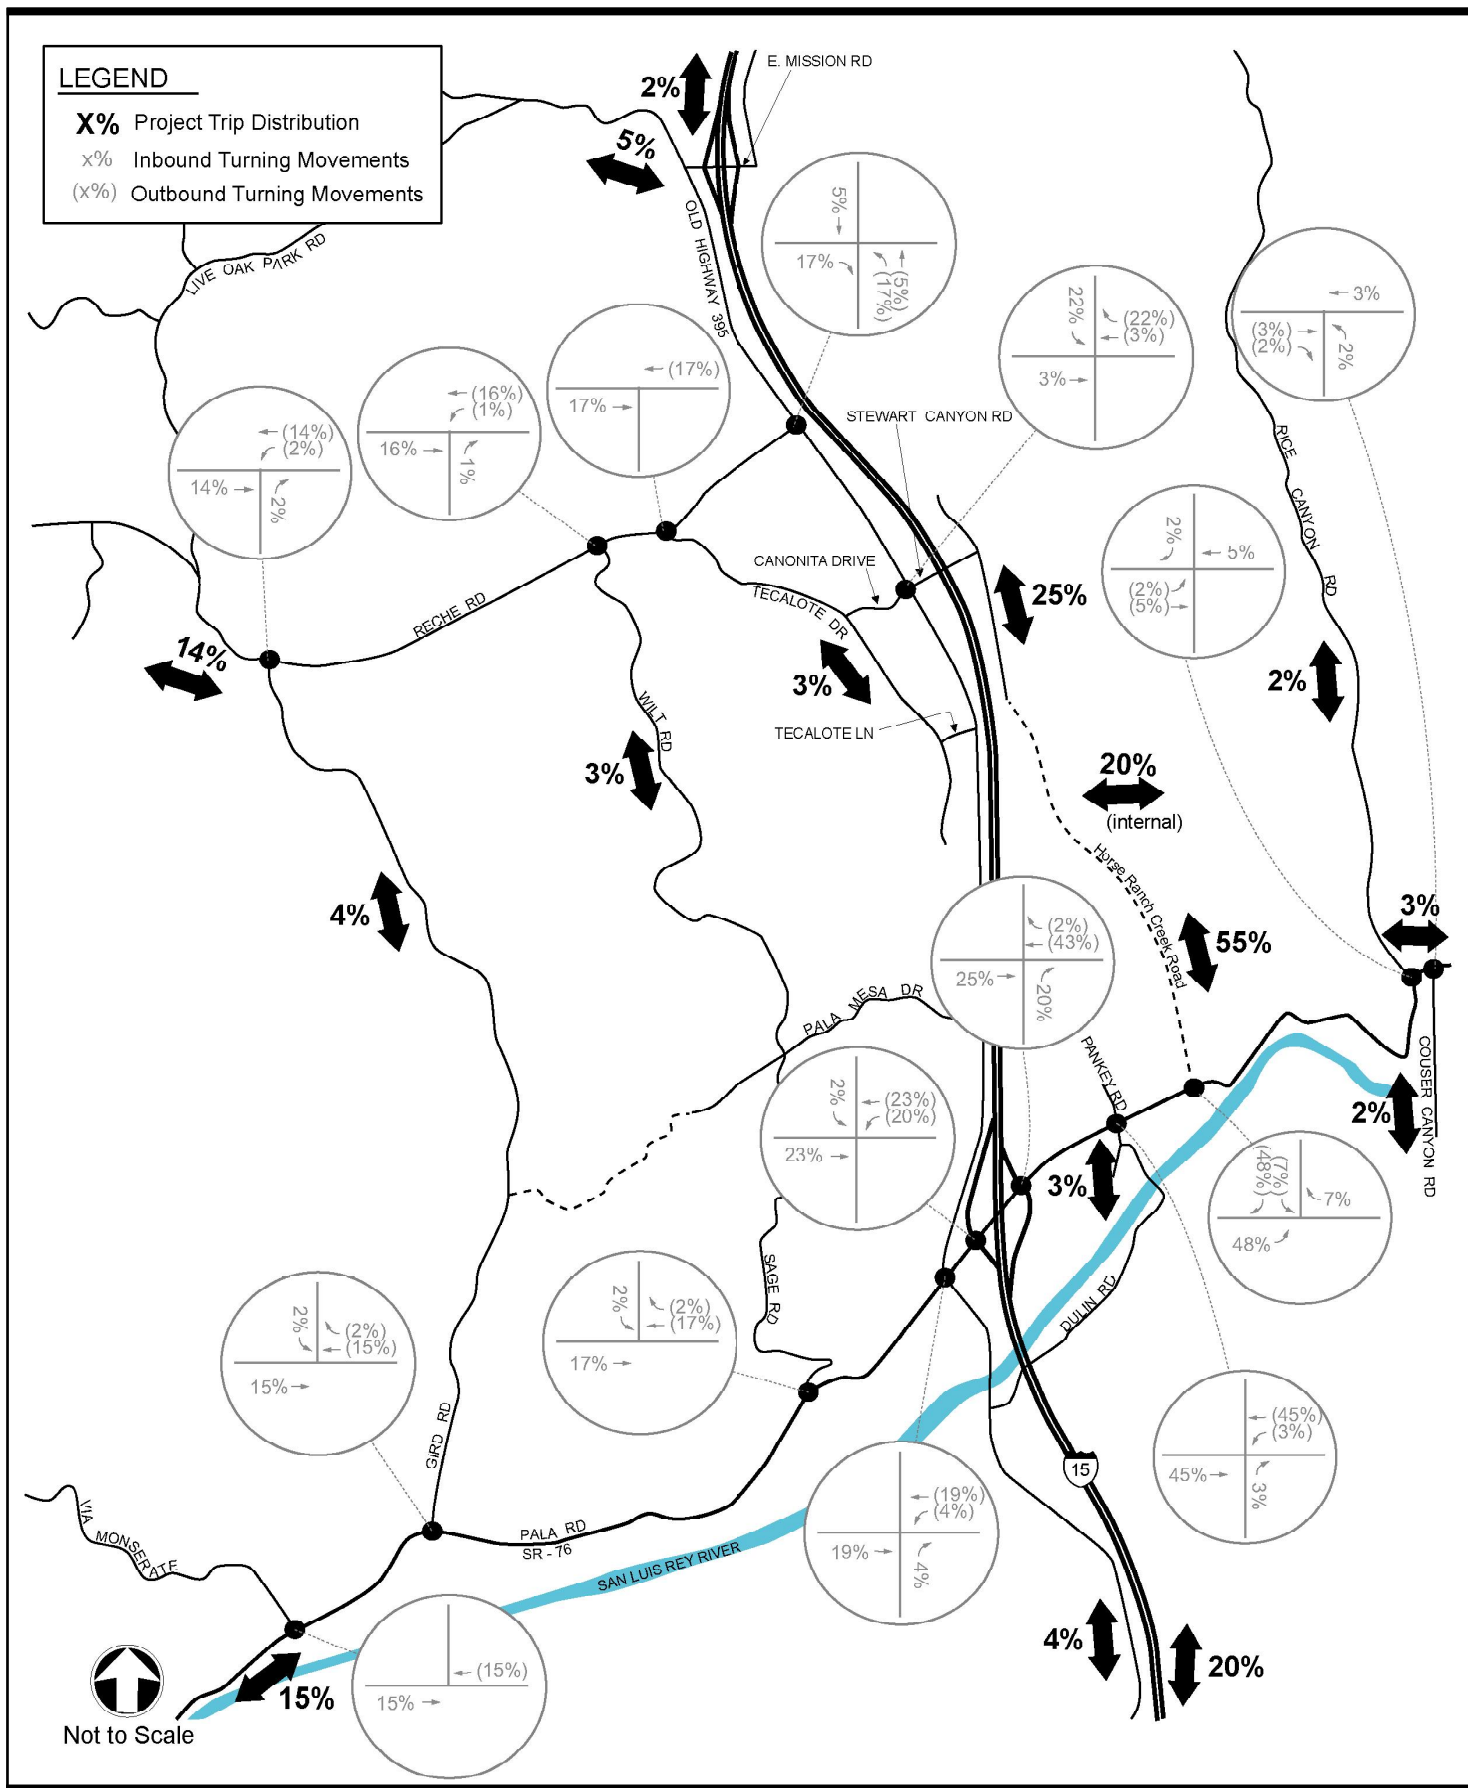 LEGEND
X% Project Trip Distribution
x% Inbound Turning Movements
(x%) Outbound Turning Movements
2%
E. MISSION RD
5%
OLD HIGHWAY 395
LIVE OAK PARK RD
5%
17%
(5%)
(17%)
22%
(22%)
(3%)
3%
3%
(3%)
(2%)
2%
(14%)
(2%)
14%
2%
(16%)
(1%)
16%
1%
(17%)
17%
STEWART CANYON RD
RICE CANYON RD
2%
5%
(2%)
(5%)
CANONITA DRIVE
TECALOTE DR
RECHE RD
25%
14%
3%
2%
WILT RD
TECALOTE LN
3%
20%
(internal)
Horse Ranch Creek Road
4%
3%
55%
(2%)
(43%)
25%
20%
PALA MESA DR
PANKEY RD
COUSER CANYON RD
2%
2%
(23%)
(20%)
23%
3%
(48%)
(7%)
7%
48%
SAGE RD
DULIN RD
2%
(2%)
(15%)
15%
2%
(2%)
(17%)
17%
GIRD RD
(45%)
(3%)
45%
3%
15
(19%)
(4%)
19%
4%
VIA MONSERATE
PALA RD
SR - 76
SAN LUIS REY RIVER
4%
20%
15%
(15%)
15%
Not to Scale